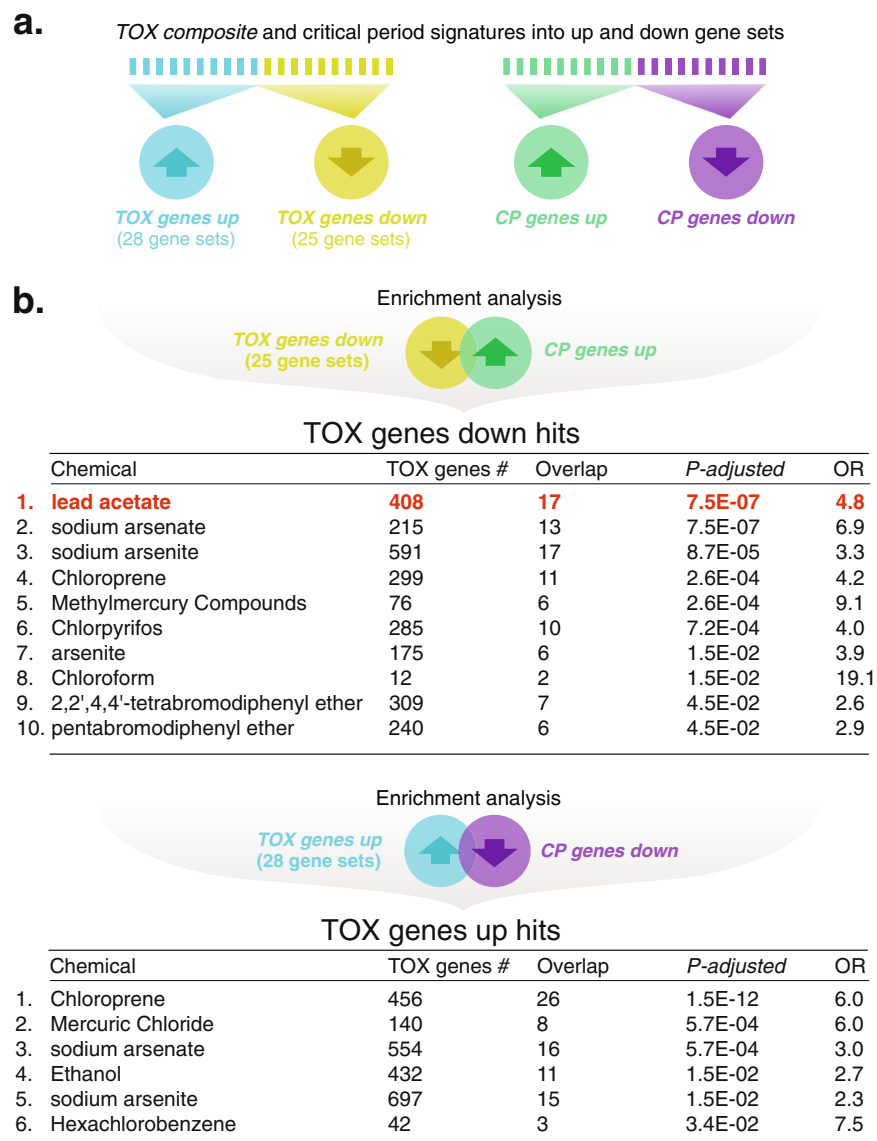 a.
TOX composite and critical period signatures into up and down gene sets
TOX genes up TOX genes down CP genes up CP genes down
(28 gene sets) (25 gene sets)
b.
Enrichment analysis
TOX genes down
(25 gene sets)
CP genes up
TOX genes down hits
Chemical TOX genes # Overlap P-adjusted OR
1. lead acetate 408 17 7.5E-07 4.8
2. sodium arsenate 215 13 7.5E-07 6.9
3. sodium arsenite 591 17 8.7E-05 3.3
4. Chloroprene 299 11 2.6E-04 4.2
5. Methylmercury Compounds 76 6 2.6E-04 9.1
6. Chlorpyrifos 285 10 7.2E-04 4.0
7. arsenite 175 6 1.5E-02 3.9
8. Chloroform 12 2 1.5E-02 19.1
9. 2,2',4,4'-tetrabromodiphenyl ether 309 7 4.5E-02 2.6
10. pentabromodiphenyl ether 240 6 4.5E-02 2.9
Enrichment analysis
TOX genes up
(28 gene sets)
CP genes down
TOX genes up hits
Chemical TOX genes # Overlap P-adjusted OR
1. Chloroprene 456 26 1.5E-12 6.0
2. Mercuric Chloride 140 8 5.7E-04 6.0
3. sodium arsenate 554 16 5.7E-04 3.0
4. Ethanol 432 11 1.5E-02 2.7
5. sodium arsenite 697 15 1.5E-02 2.3
6. Hexachlorobenzene 42 3 3.4E-02 7.5